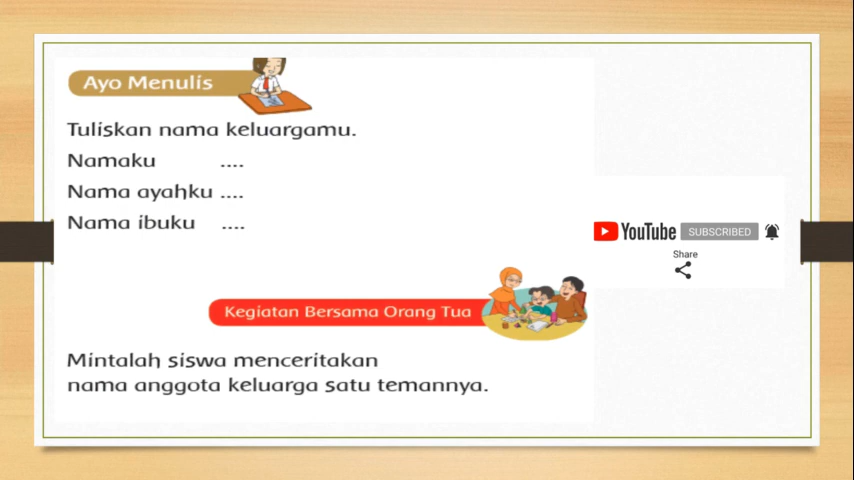 Ayo Menulis
Tuliskan nama keluargamu.
Namaku ....
Nama ayahku ....
Nama ibuku ....
YouTube SUBSCRIBED
Share
Kegiatan Bersama Orang Tua
Mintalah siswa menceritakan
nama anggota keluarga satu temannya.